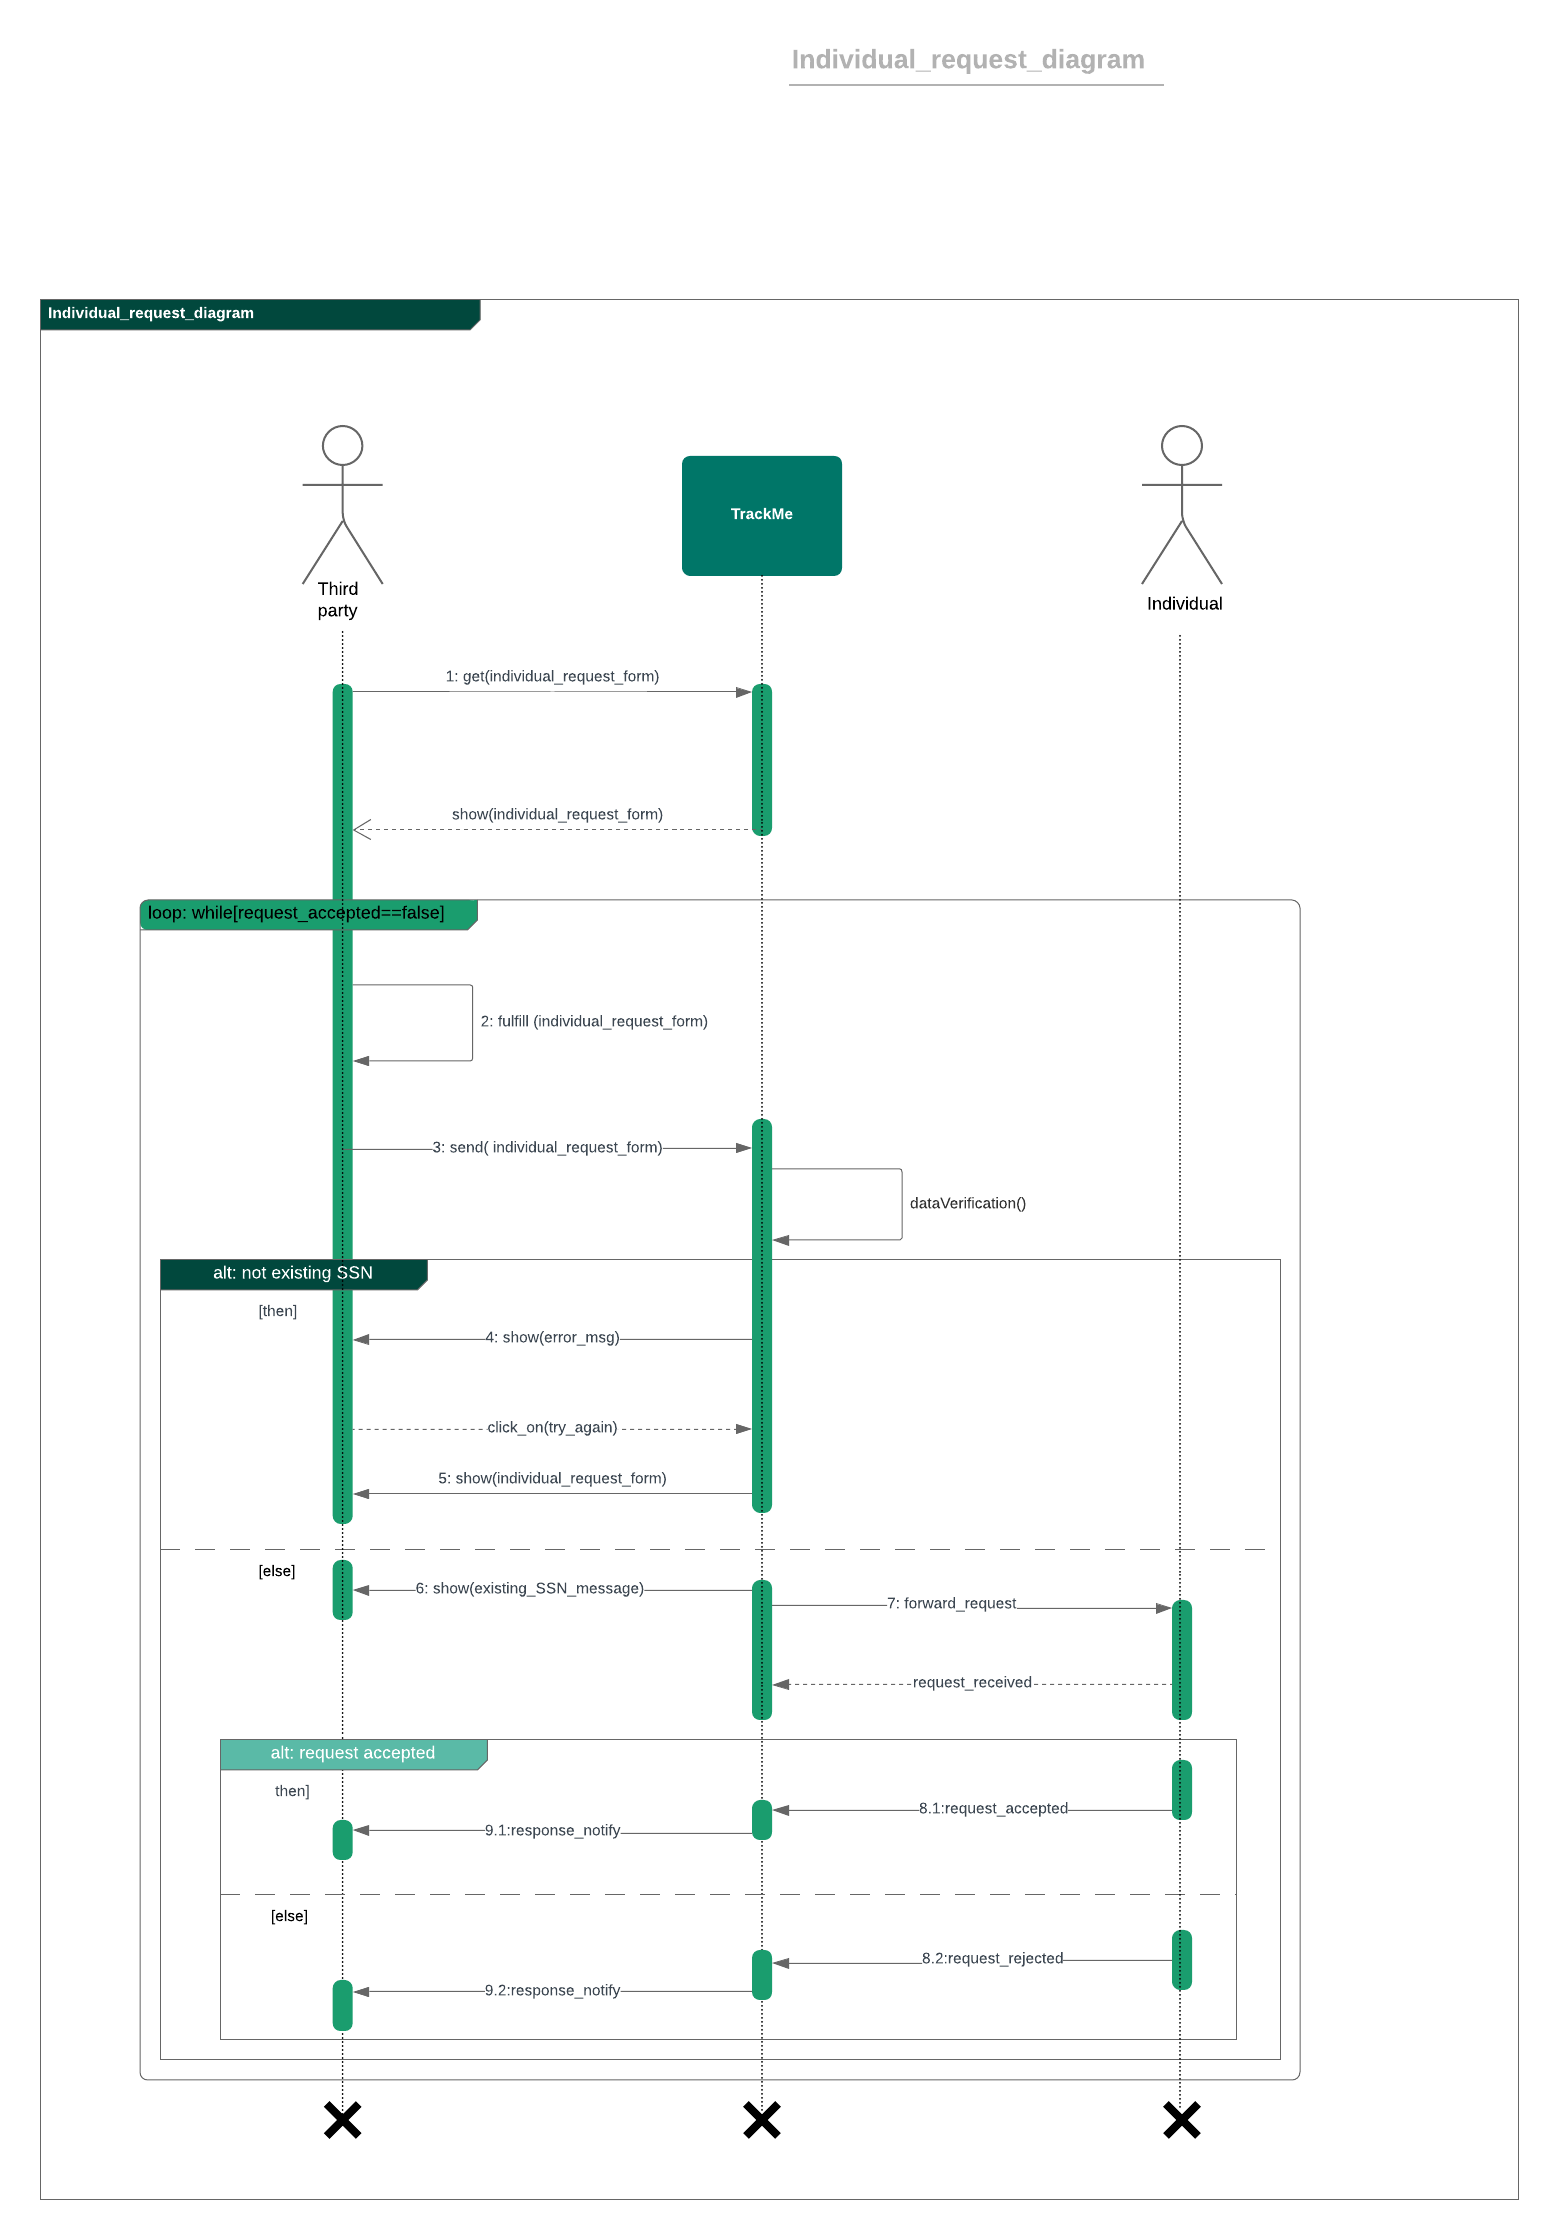 Individual_request_diagram
Individual_request_diagram
TrackMe
Third
party
Individual
1: get(individual_request_form)
show(individual_request_form)
loop: while[request_accepted==false]
2: fulfill (individual_request_form)
3: send( individual_request_form)
dataVerification()
alt: not existing SSN
[then]
4: show(error_msg)
click_on(try_again)
5: show(individual_request_form)
[else]
6: show(existing_SSN_message)
7: forward_request
request_received
alt: request accepted
then]
8.1:request_accepted
9.1:response_notify
[else]
8.2:request_rejected
9.2:response_notify